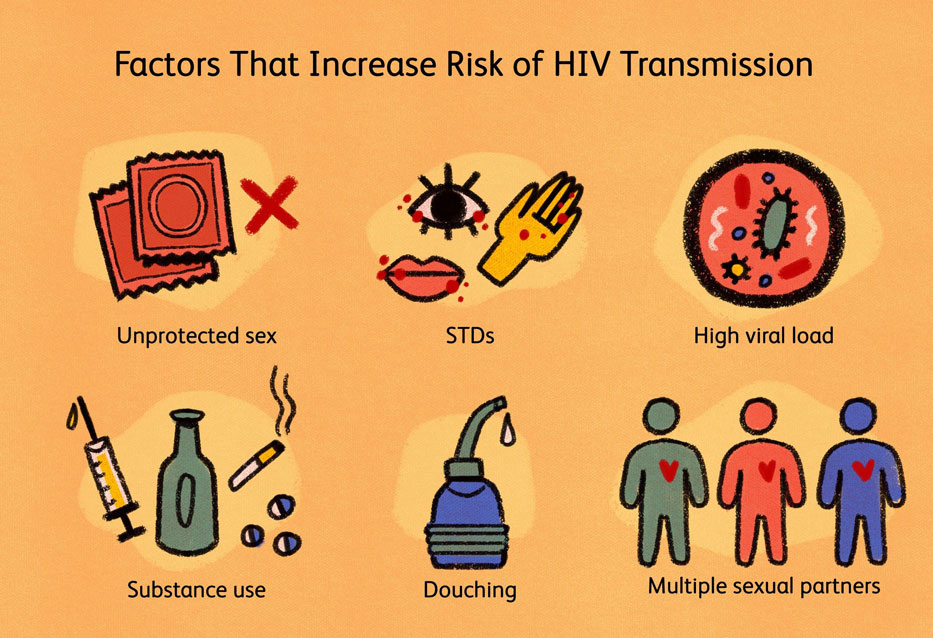 Factors That Increase Risk of HIV Transmission
Unprotected sex
STDs
High viral load
Substance use
Douching
Multiple sexual partners